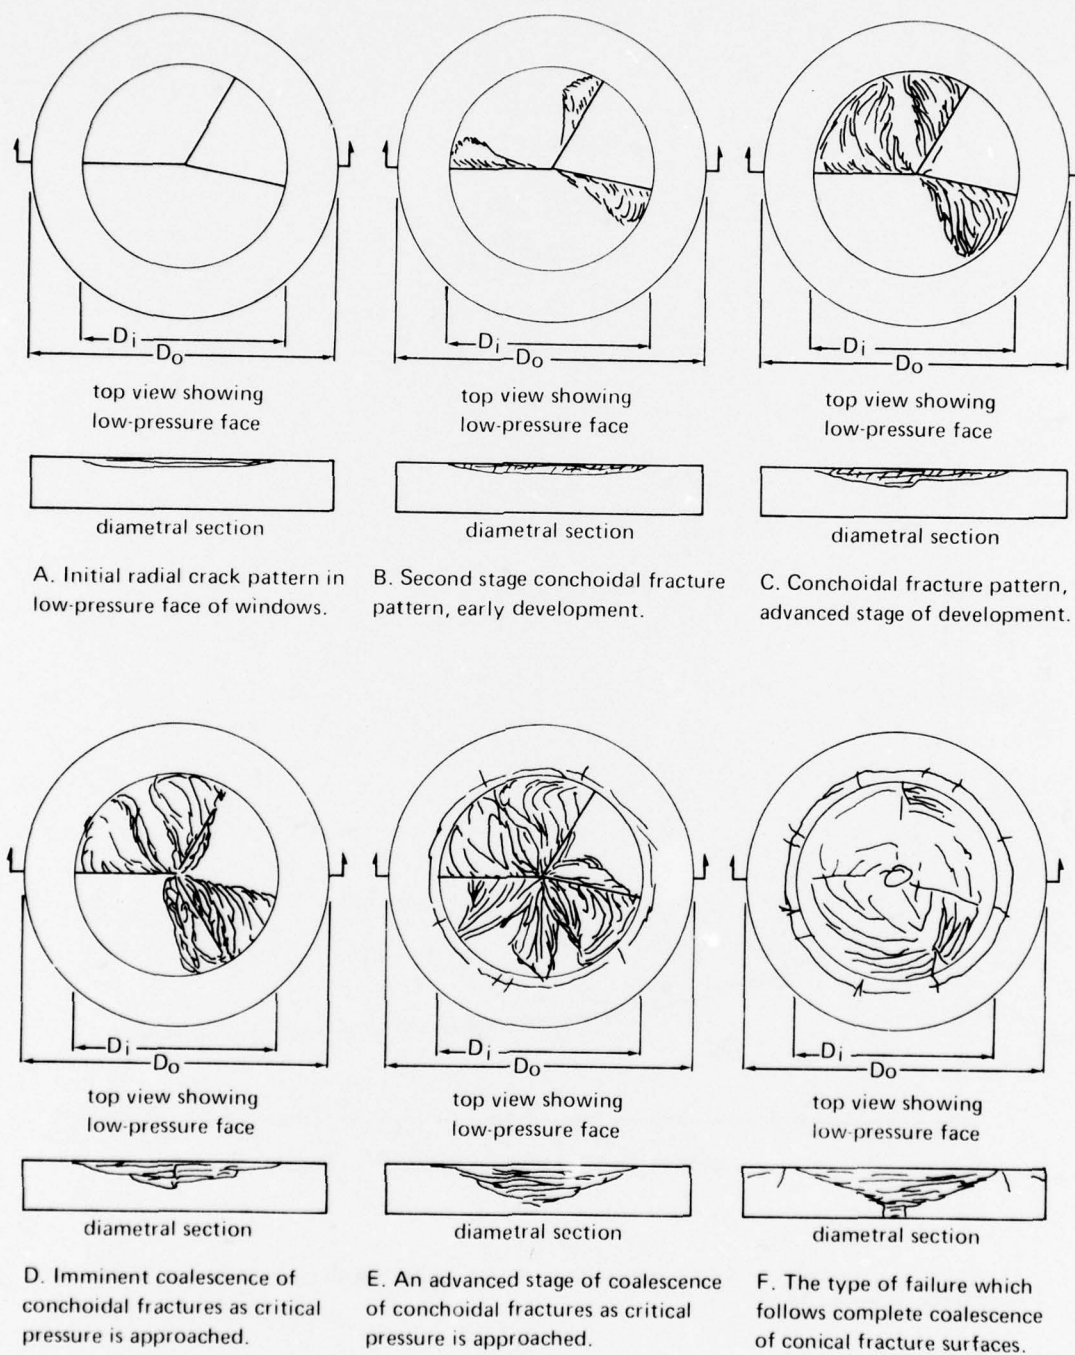 Di
Do
top view showing
low-pressure face
diametral section
A. Initial radial crack pattern in
low-pressure face of windows.
Di
Do
top view showing
low-pressure face
diametral section
B. Second stage conchoidal fracture
pattern, early development.
Di
Do
top view showing
low-pressure face
diametral section
C. Conchoidal fracture pattern,
advanced stage of development.
Di
Do
top view showing
low-pressure face
diametral section
D. Imminent coalescence of
conchoidal fractures as critical
pressure is approached.
Di
Do
top view showing
low-pressure face
diametral section
E. An advanced stage of coalescence
of conchoidal fractures as critical
pressure is approached.
Di
Do
top view showing
low-pressure face
diametral section
F. The type of failure which
follows complete coalescence
of conical fracture surfaces.